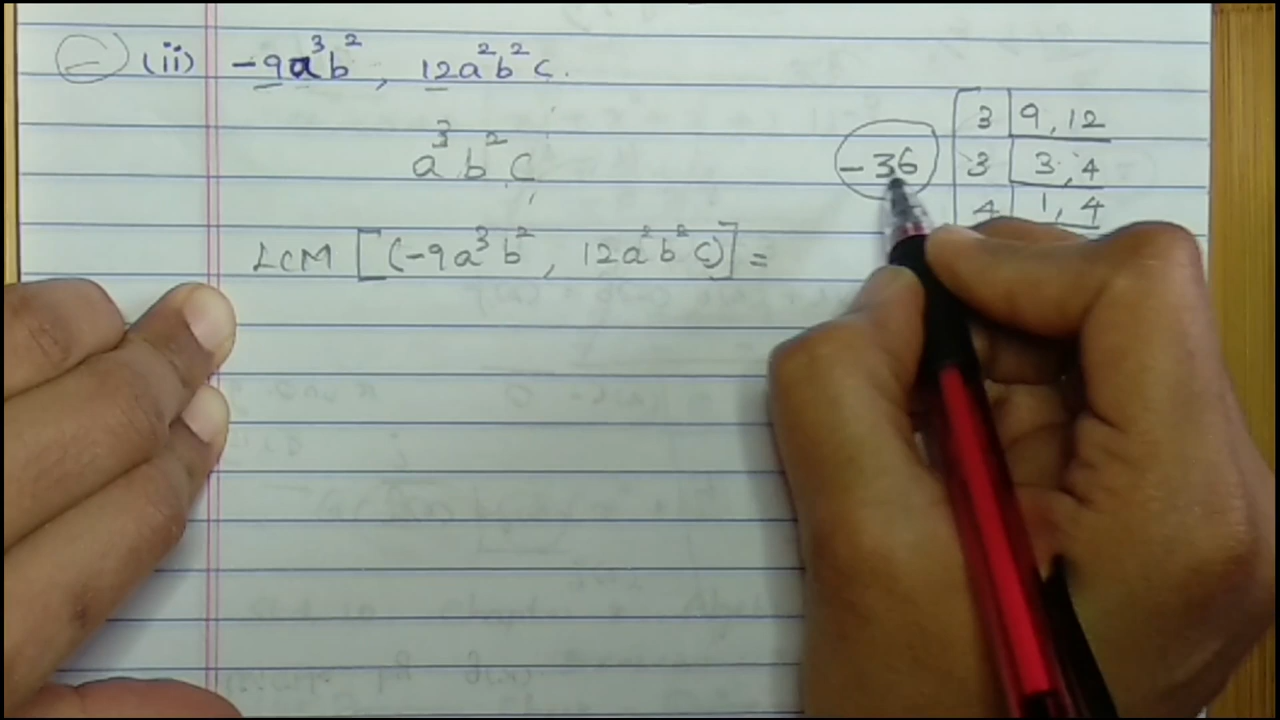 (ii) -9a³b², 12a²b²c.
3 | 9, 12
a³b²c
-36
3 | 3, 4
4 | 1, 4
LCM [(-9a³b², 12a²b²c)] =